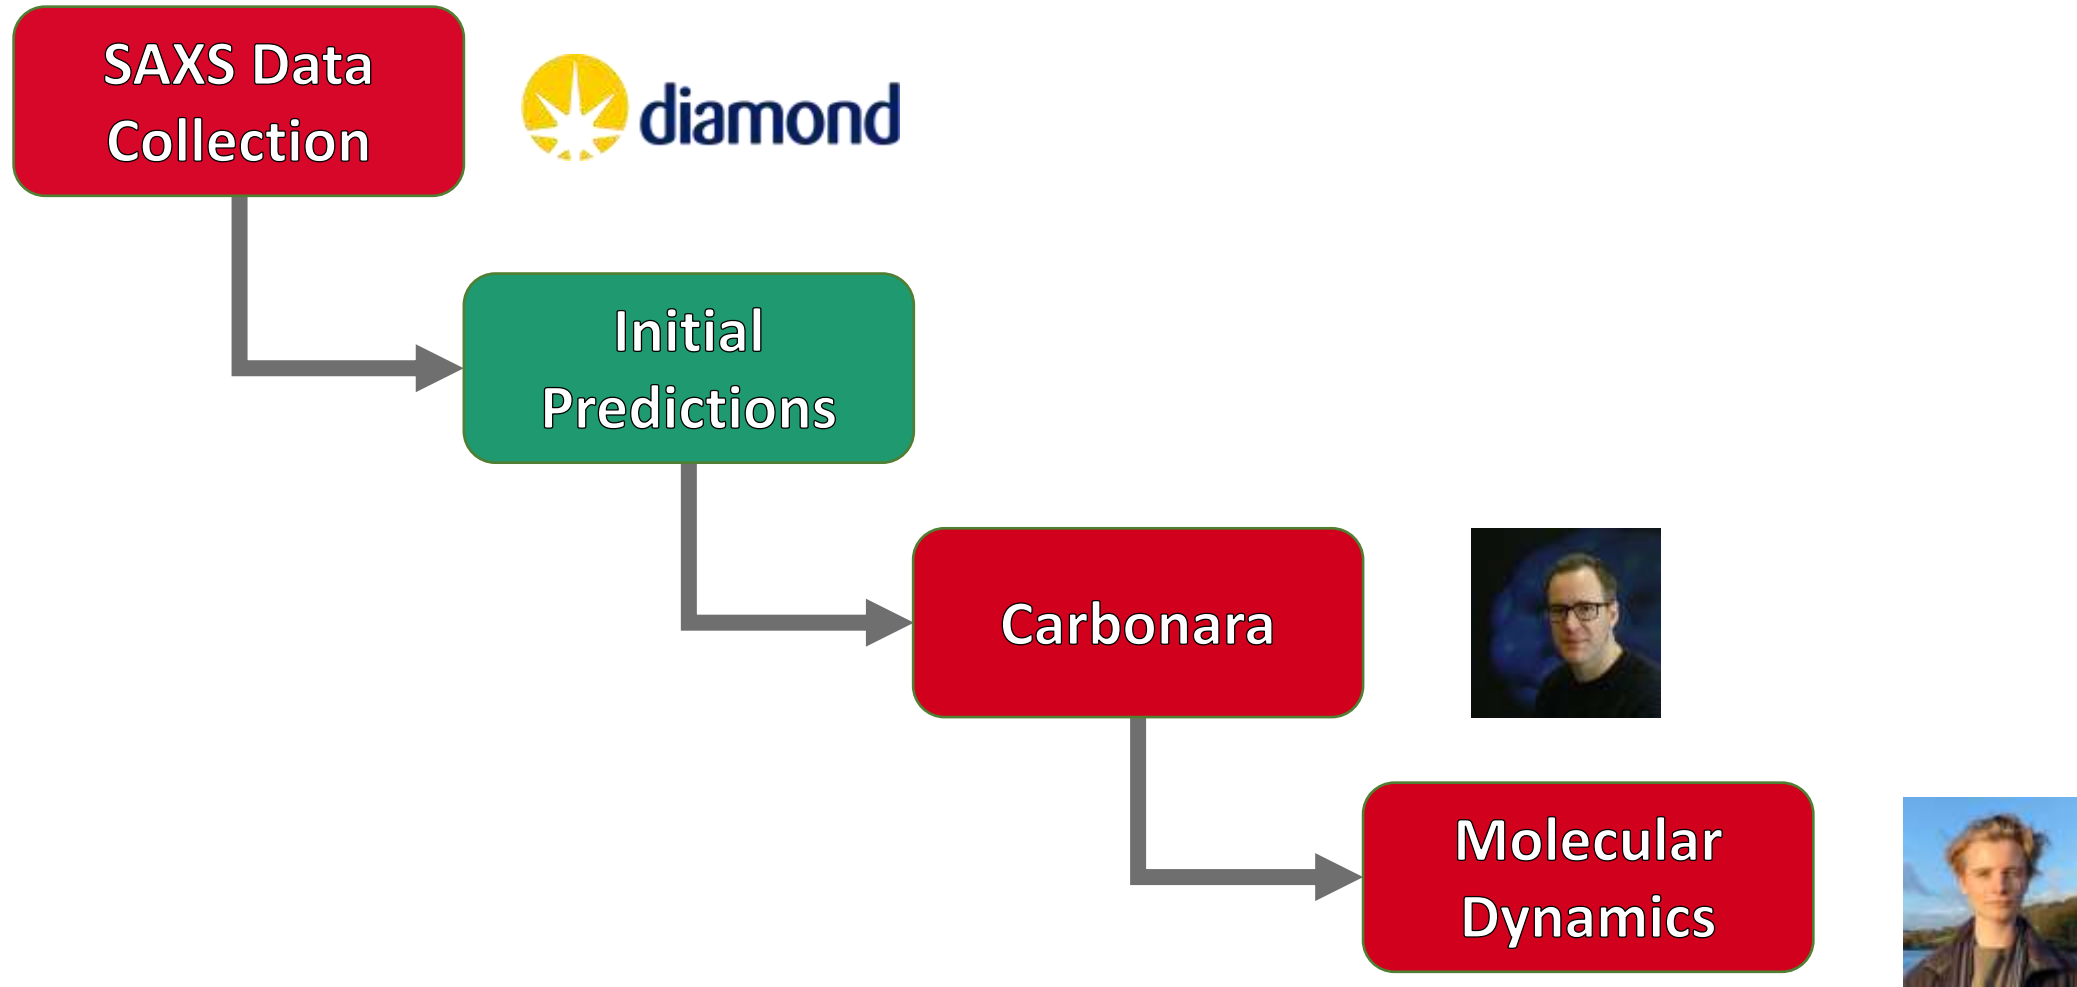 SAXS Data
Collection
diamond
Initial
Predictions
Carbonara
Molecular
Dynamics